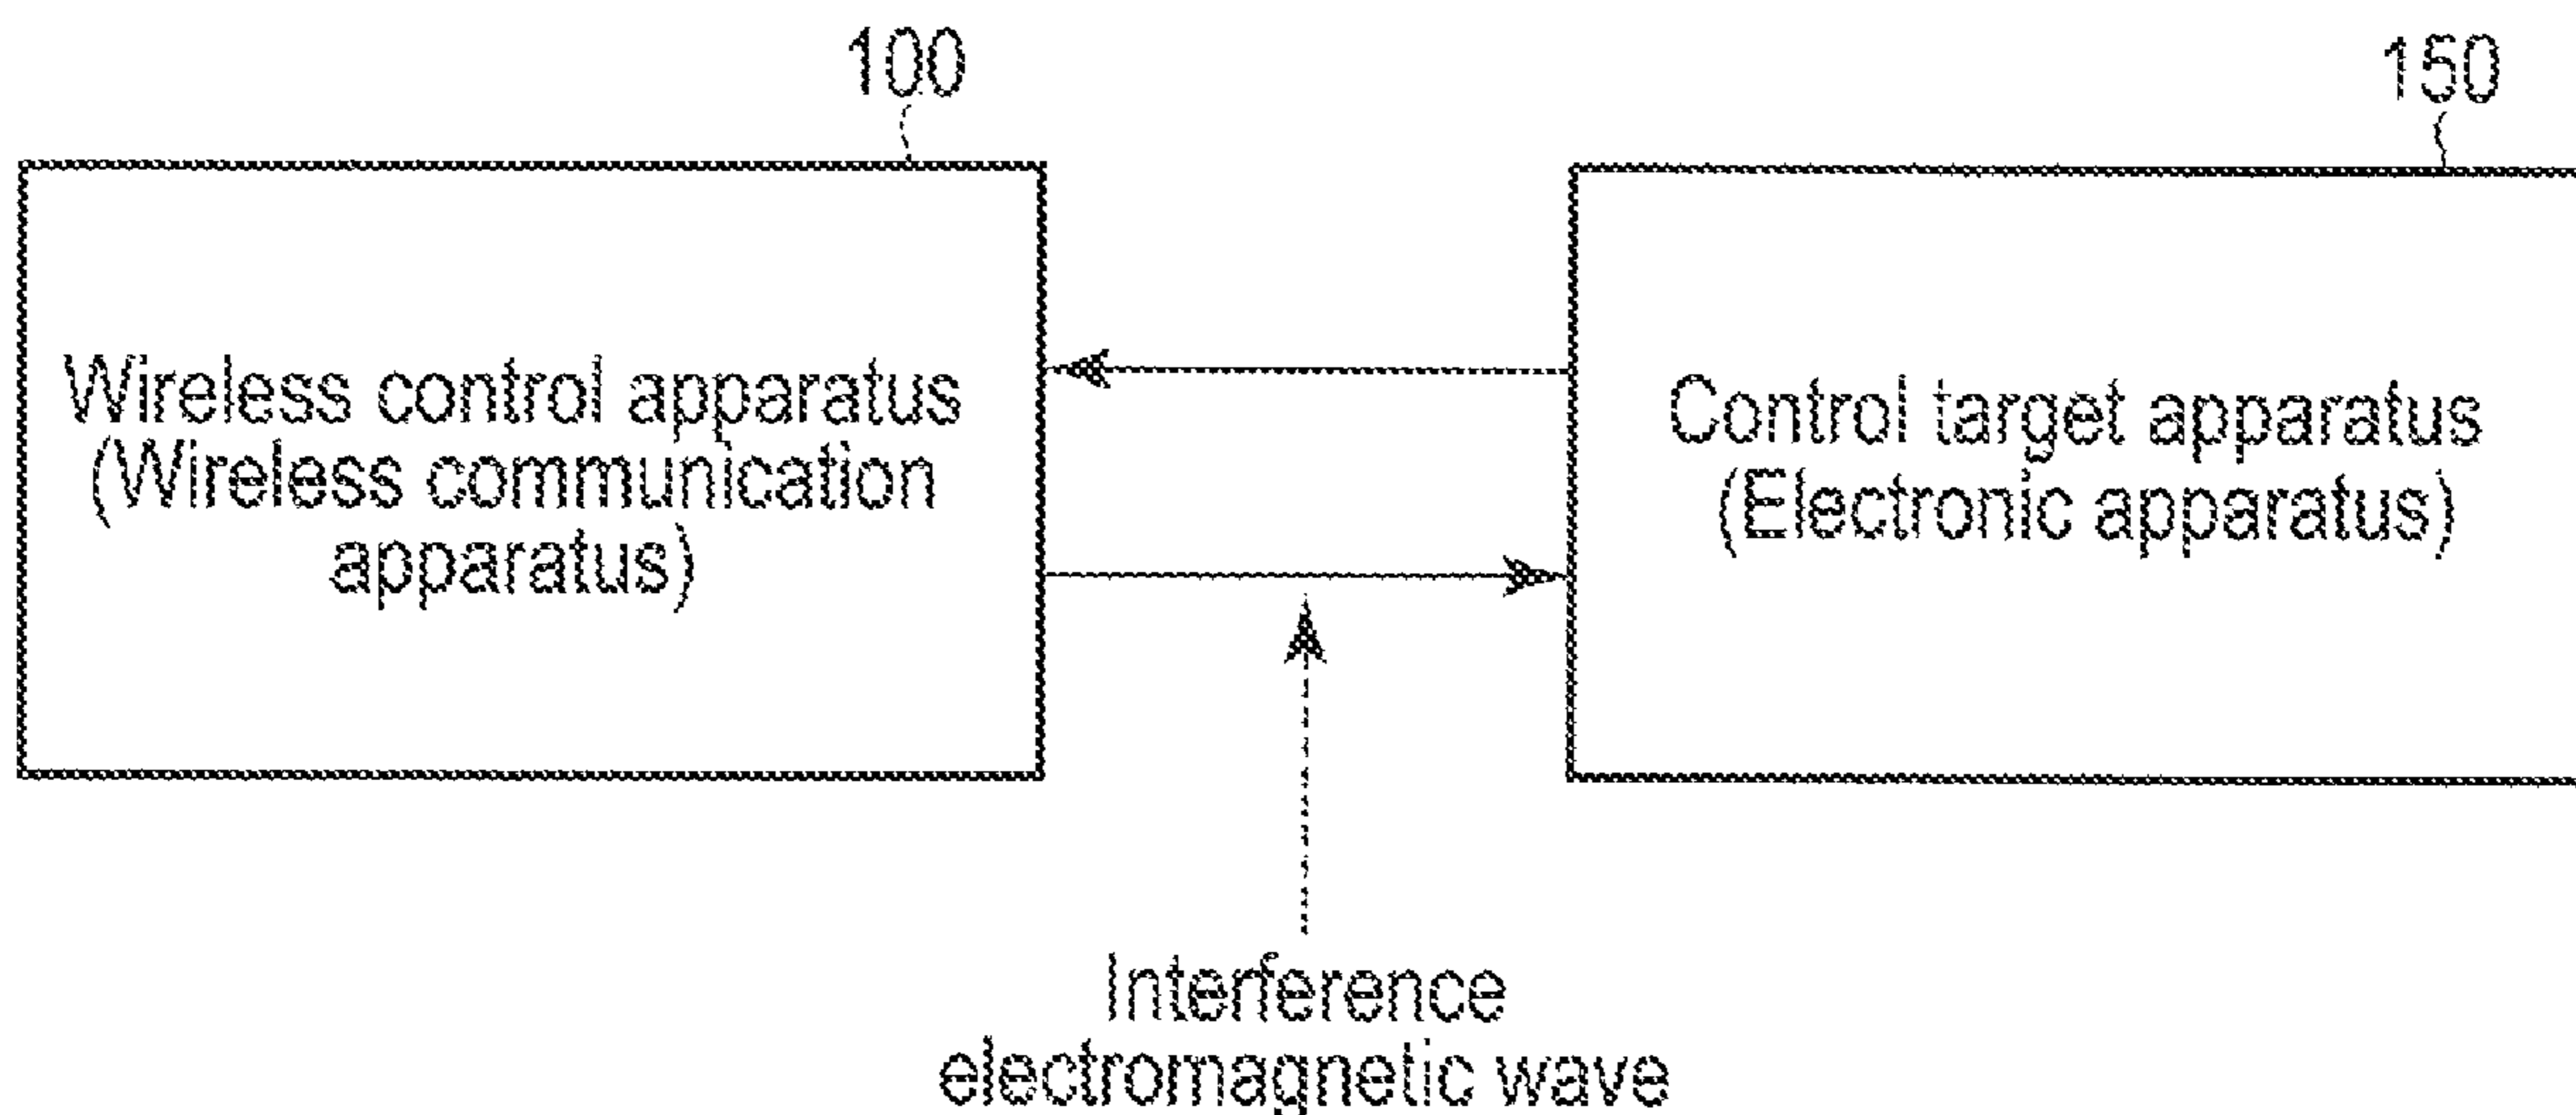 100
150
Wireless control apparatus
(Wireless communication
apparatus)
Control target apparatus
(Electronic apparatus)
Interference
electromagnetic wave